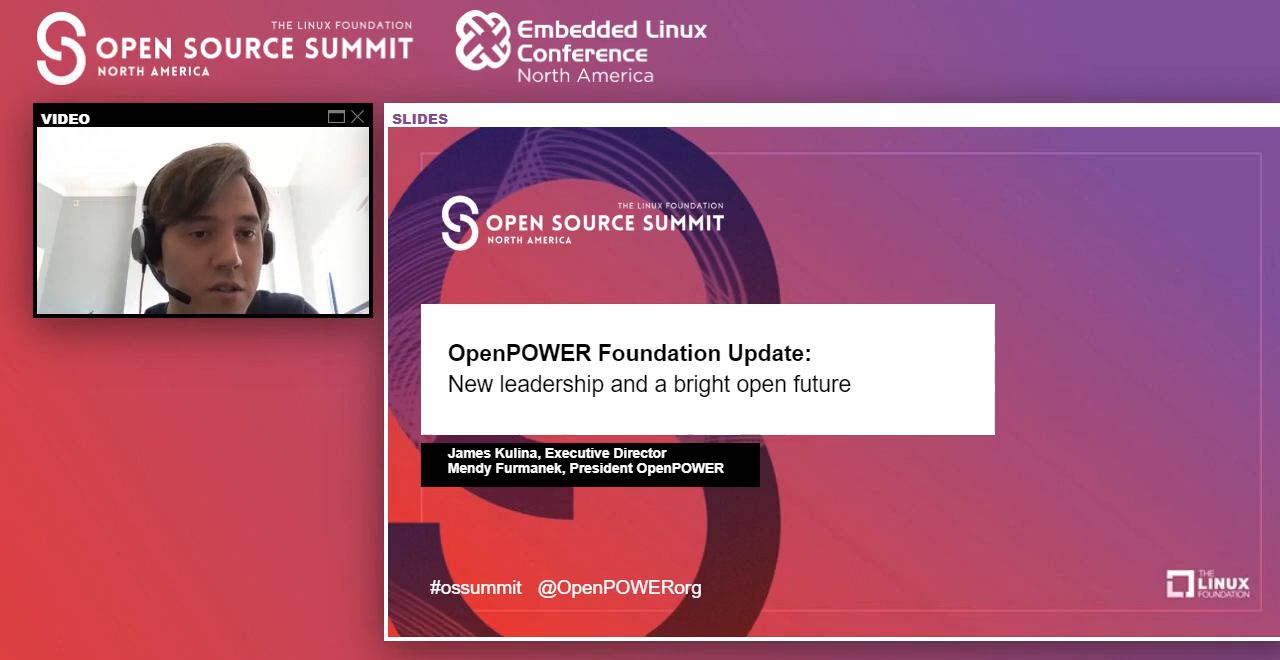 THE LINUX FOUNDATION
OPEN SOURCE SUMMIT
NORTH AMERICA
Embedded Linux
Conference
North America
VIDEO
SLIDES
THE LINUX FOUNDATION
OPEN SOURCE SUMMIT
NORTH AMERICA
OpenPOWER Foundation Update:
New leadership and a bright open future
James Kulina, Executive Director
Mendy Furmanek, President OpenPOWER
#ossummit @OpenPOWERorg
THE
LINUX
FOUNDATION